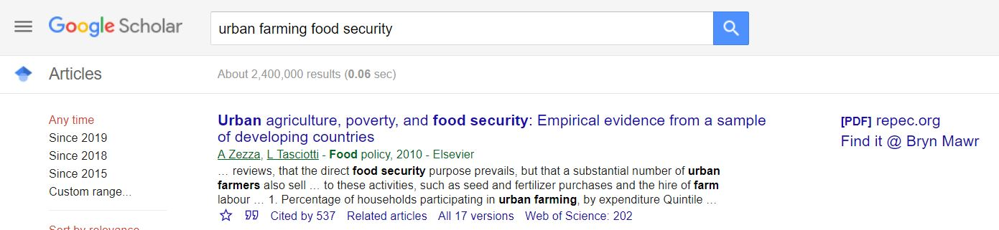 Google Scholar
urban farming food security
Articles
About 2,400,000 results (0.06 sec)
Any time
Since 2019
Since 2018
Since 2015
Custom range...
Sort by relevance
Urban agriculture, poverty, and food security: Empirical evidence from a sample
of developing countries
A Zezza, L Tasciotti - Food policy, 2010 - Elsevier
... reviews, that the direct food security purpose prevails, but that a substantial number of urban
farmers also sell ... to these activities, such as seed and fertilizer purchases and the hire of farm
labour ... 1. Percentage of households participating in urban farming, by expenditure Quintile ...
Cited by 537 Related articles All 17 versions Web of Science: 202
[PDF] repec.org
Find it @ Bryn Mawr